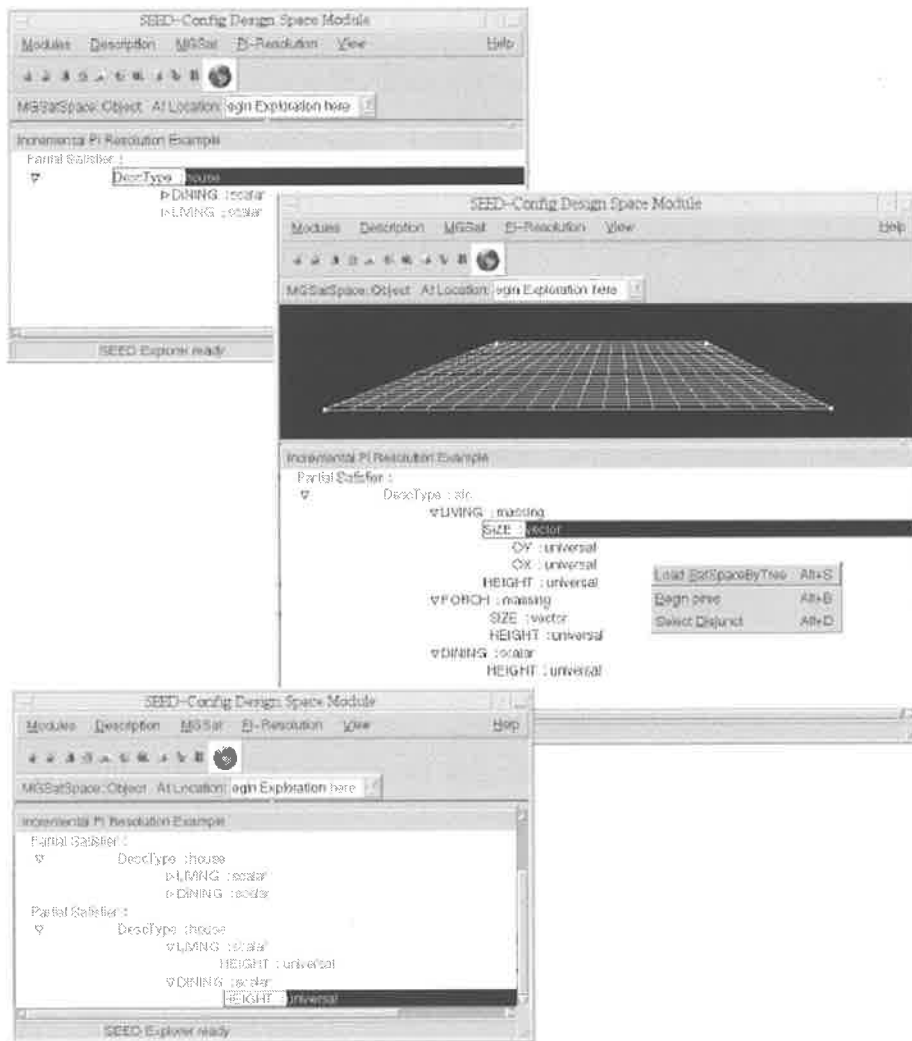 SEED-Config Design Space Module
Modules Description MGSat PI-Resolution View Help
MGSatSpace: Object At Location: egin Exploration here
Incremental PI Resolution Example
Partial Satisfier :
DescType : house
DINING : scalar
LIVING : scalar
SEED Explorer ready
SEED-Config Design Space Module
Modules Description MGSat PI-Resolution View Help
MGSatSpace: Object At Location: egin Exploration here
Incremental PI Resolution Example
Partial Satisfier :
DescType :
LIVING : massing
SIZE : vector
OY : universal
OX : universal
HEIGHT : universal
PORCH : massing
SIZE : vector
HEIGHT : universal
DINING : scalar
HEIGHT : universal
Load SatSpaceByTree Alt+S
Begin Alt+B
Select Disjunct Alt+D
SEED-Config Design Space Module
Modules Description MGSat PI-Resolution View Help
MGSatSpace: Object At Location: egin Exploration here
Incremental PI Resolution Example
Partial Satisfier :
DescType : house
LIVING : scalar
DINING : scalar
Partial Satisfier :
DescType : house
LIVING : scalar
HEIGHT : universal
DINING : scalar
HEIGHT : universal
SEED Explorer ready